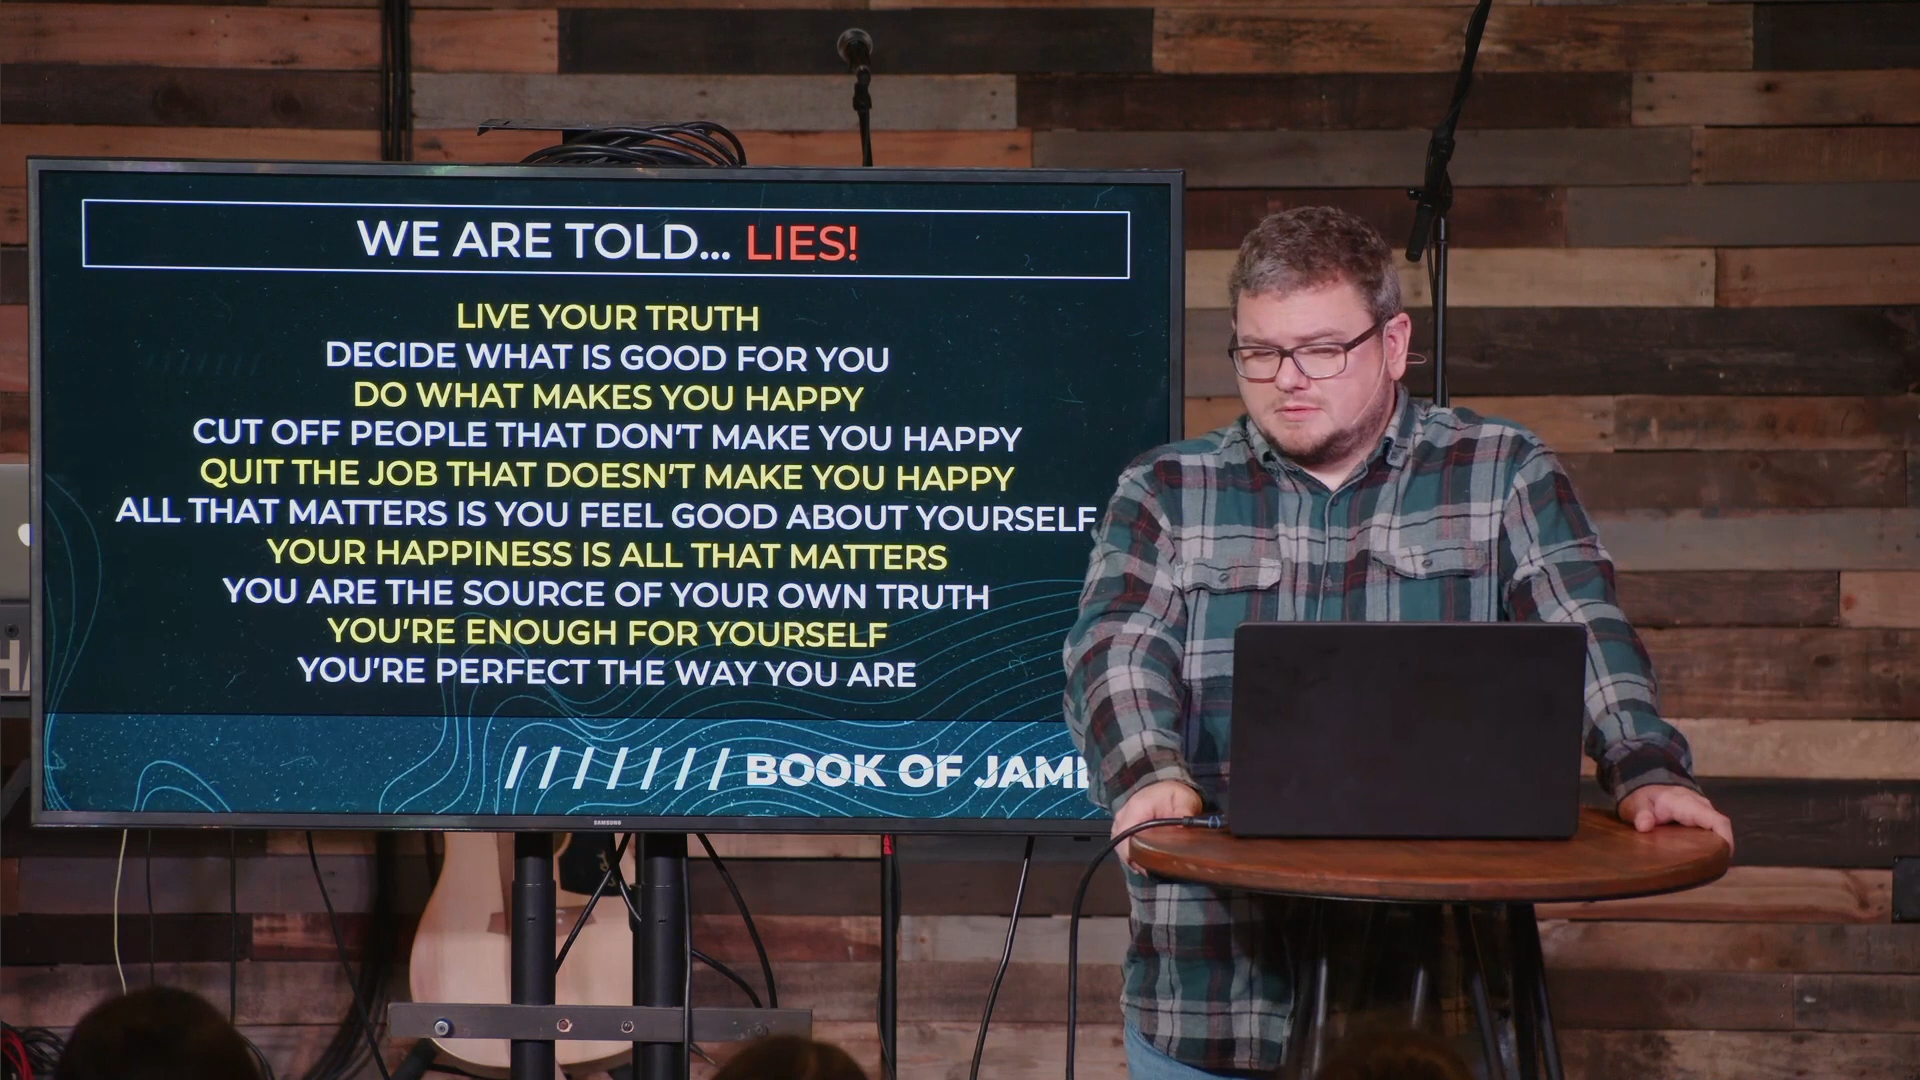 WE ARE TOLD... LIES!
LIVE YOUR TRUTH
DECIDE WHAT IS GOOD FOR YOU
DO WHAT MAKES YOU HAPPY
CUT OFF PEOPLE THAT DON'T MAKE YOU HAPPY
QUIT THE JOB THAT DOESN'T MAKE YOU HAPPY
ALL THAT MATTERS IS YOU FEEL GOOD ABOUT YOURSELF
YOUR HAPPINESS IS ALL THAT MATTERS
YOU ARE THE SOURCE OF YOUR OWN TRUTH
YOU'RE ENOUGH FOR YOURSELF
YOU'RE PERFECT THE WAY YOU ARE
/ / / / / / / BOOK OF
SAMSUNG